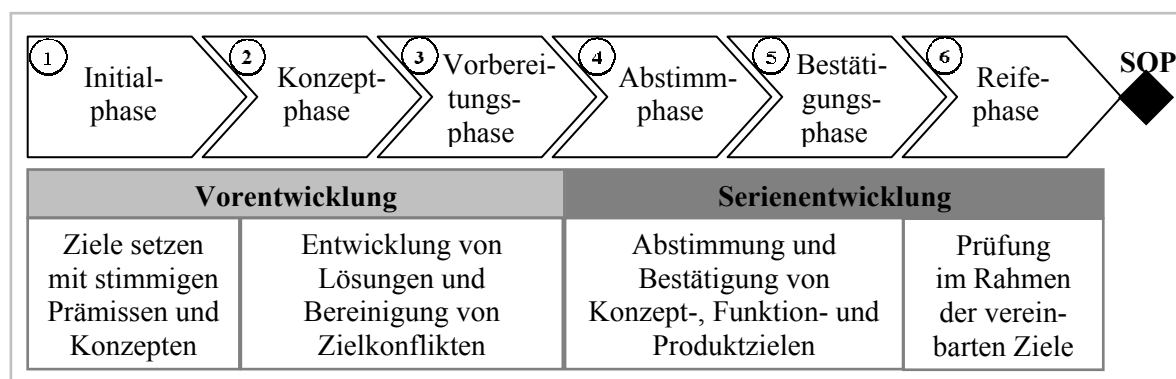 1
Initial-
phase
2
Konzept-
phase
3
Vorberei-
tungs-
phase
4
Abstimm-
phase
5
Bestäti-
gungs-
phase
6
Reife-
phase
SOP
Vorentwicklung
Serienentwicklung
Ziele setzen
mit stimmigen
Prämissen und
Konzepten
Entwicklung von
Lösungen und
Bereinigung von
Zielkonflikten
Abstimmung und
Bestätigung von
Konzept-, Funktion- und
Produktzielen
Prüfung
im Rahmen
der verein-
barten Ziele